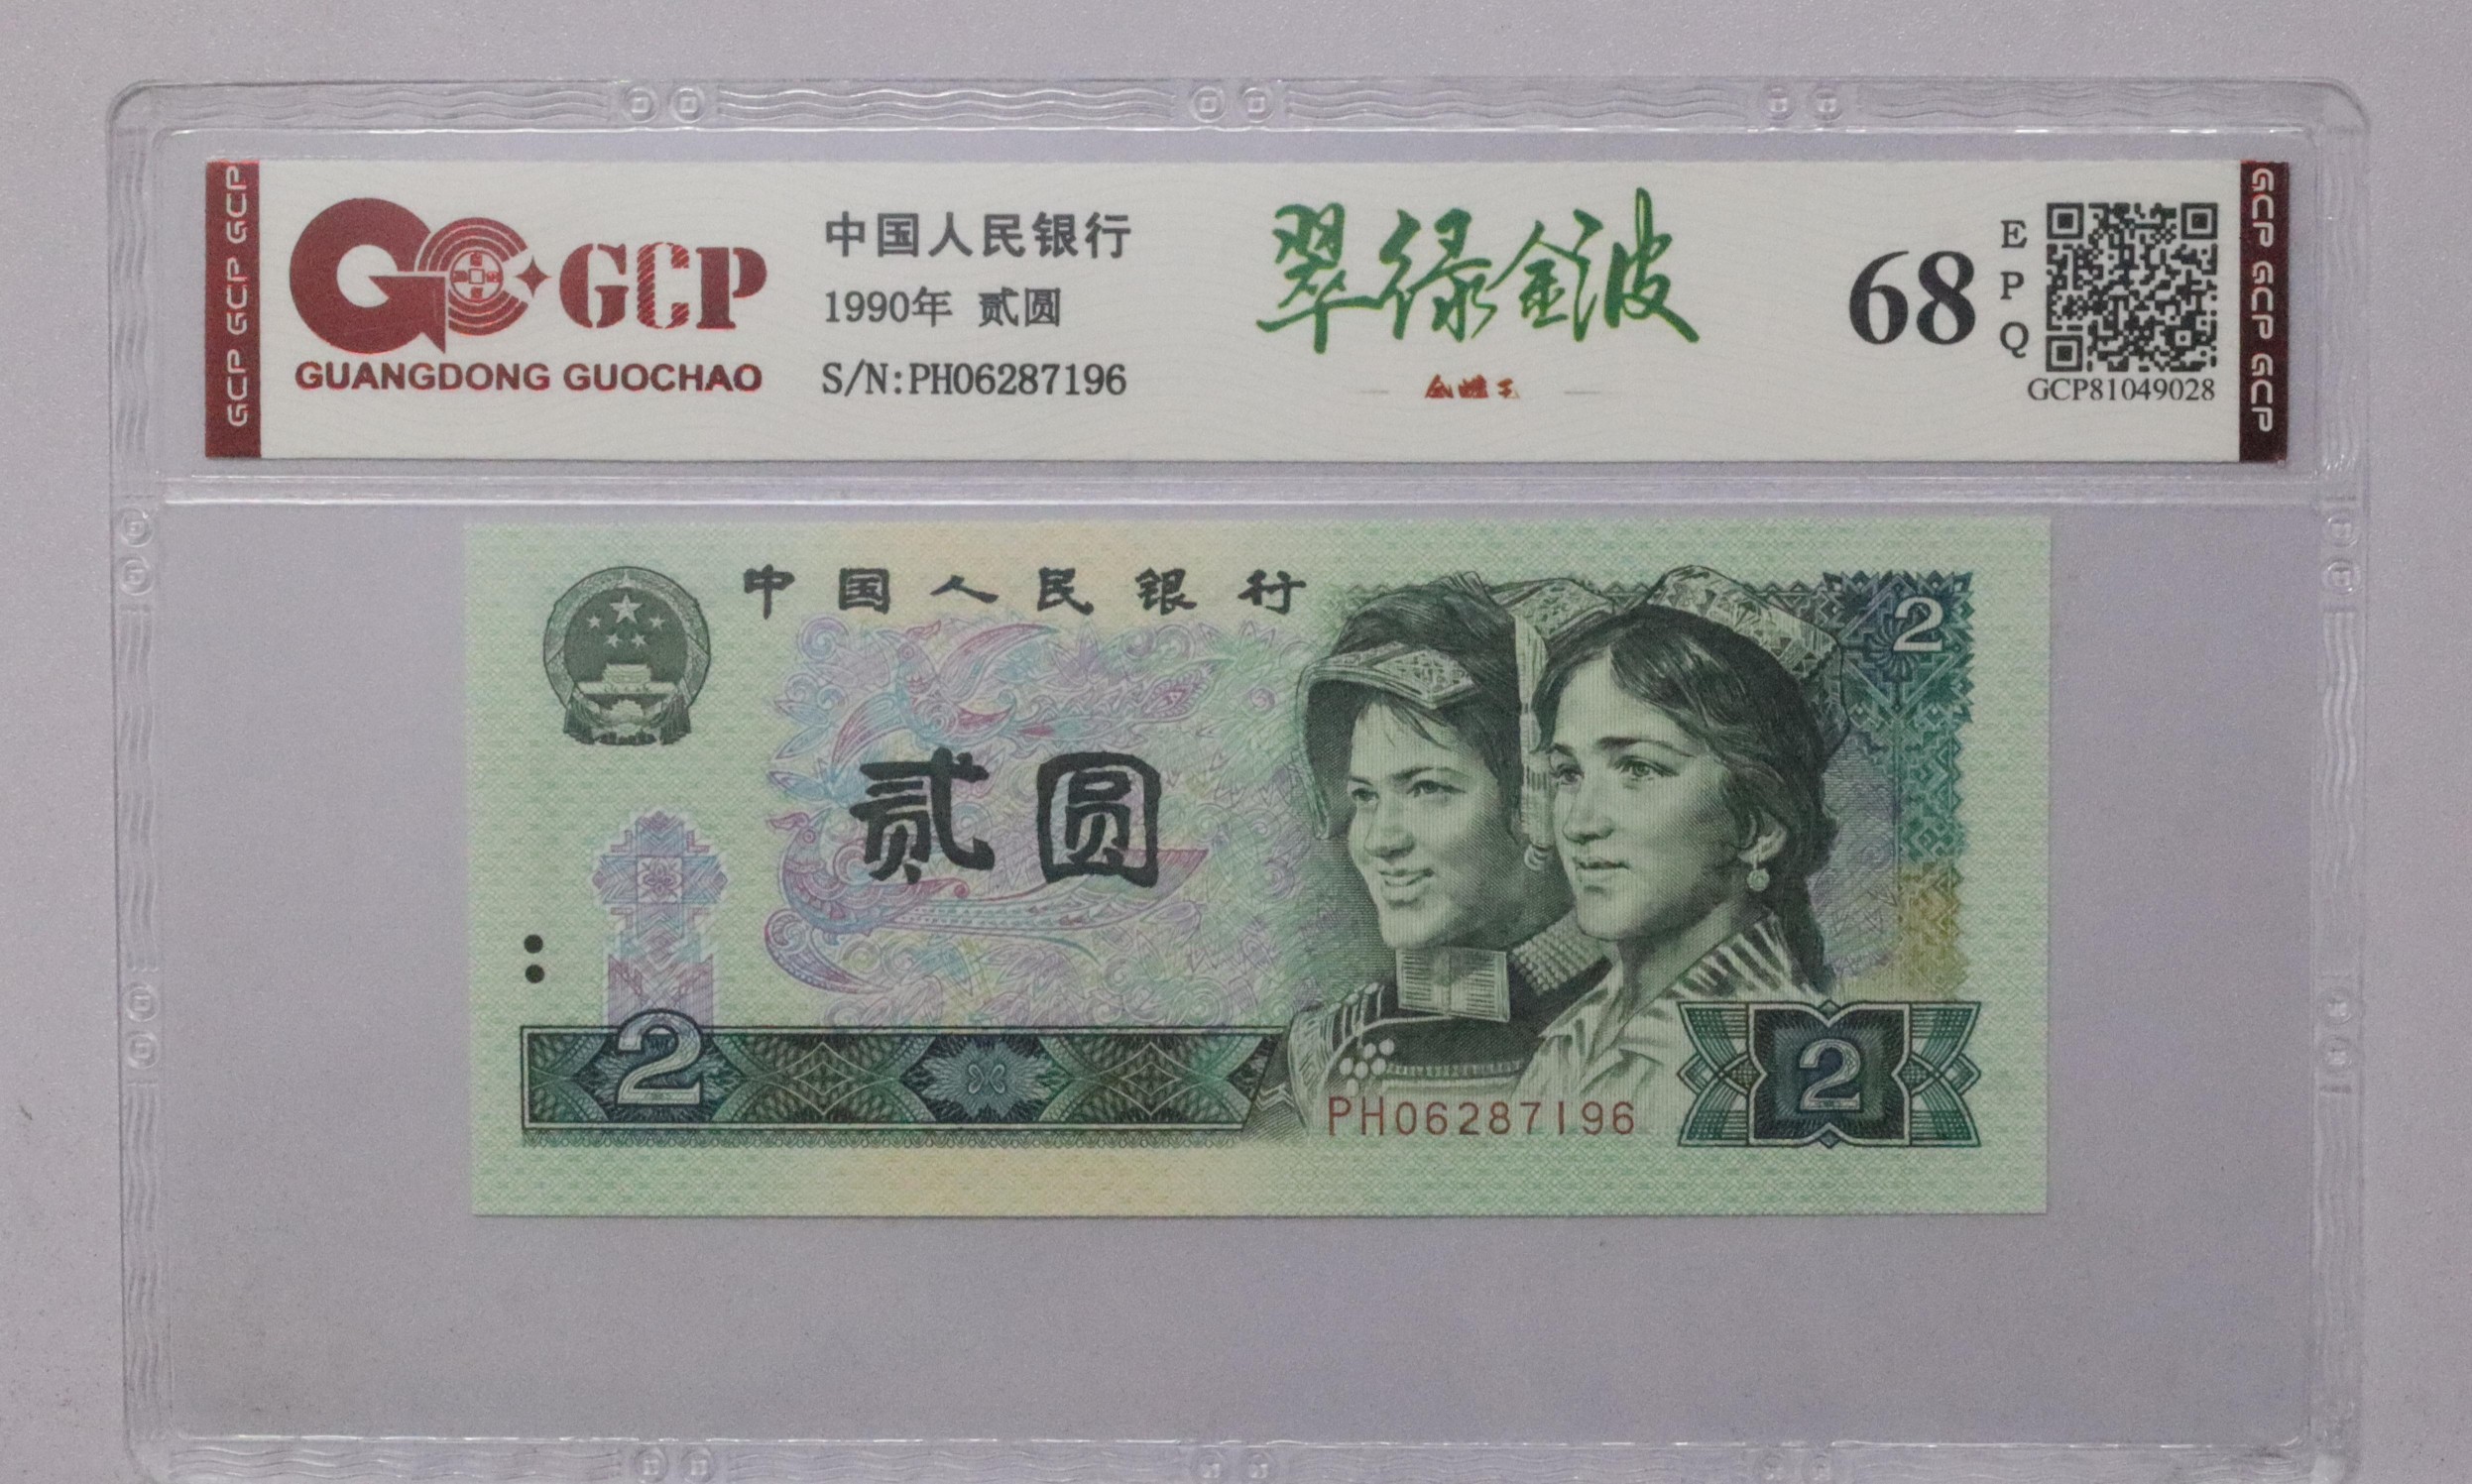 GCP GCP GCP
GCP
GUANGDONG GUOCHAO
中国人民银行
1990年 贰圆
S/N:PH06287196
翠绿金波
68
EPQ
GCP81049028
GCP GCP GCP
中国人民银行
2
贰圆
2
PH06287196
2